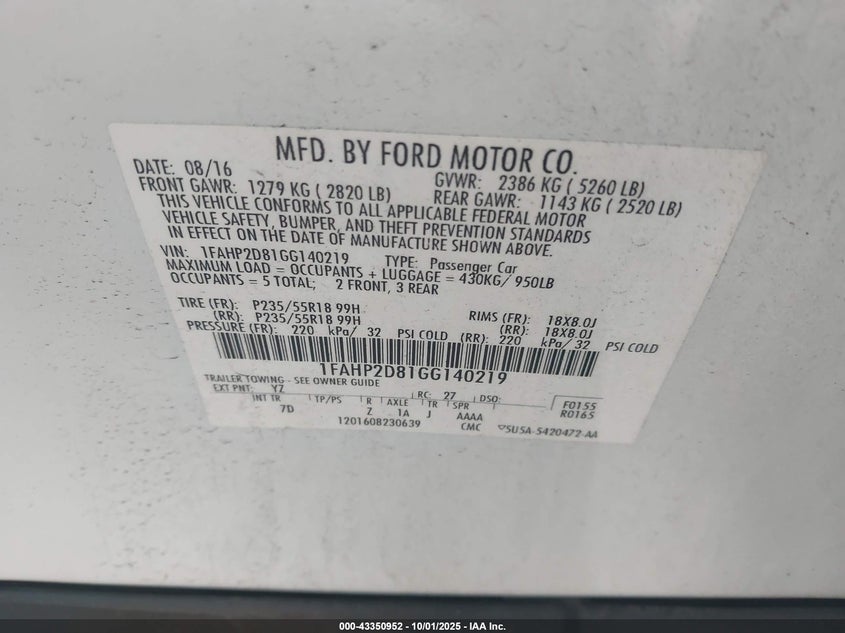 MFD. BY FORD MOTOR CO.
DATE: 08/16 GVWR: 2386 KG ( 5260 LB)
FRONT GAWR: 1279 KG ( 2820 LB) REAR GAWR: 1143 KG ( 2520 LB)
THIS VEHICLE CONFORMS TO ALL APPLICABLE FEDERAL MOTOR
VEHICLE SAFETY, BUMPER, AND THEFT PREVENTION STANDARDS
IN EFFECT ON THE DATE OF MANUFACTURE SHOWN ABOVE.
VIN: 1FAHP2D81GG140219 TYPE: Passenger Car
MAXIMUM LOAD = OCCUPANTS + LUGGAGE = 430KG/ 950LB
OCCUPANTS = 5 TOTAL; 2 FRONT, 3 REAR
TIRE (FR): P235/55R18 99H RIMS (FR): 18X8.0J
(RR): P235/55R18 99H (RR): 18X8.0J
PRESSURE (FR): 220 kPa/ 32 PSI COLD (RR): 220 kPa/ 32 PSI COLD
1FAHP2D81GG140219
TRAILER TOWING - SEE OWNER GUIDE
EXT PNT: YZ RC: 27 DSO: F0155
INT TR TP/PS R AXLE TR SPR R0165
7D Z 1A J AAAA
1201608230639 CMC 5U5A-5420472-AA
000-43350952 - 10/01/2025 - IAA Inc.